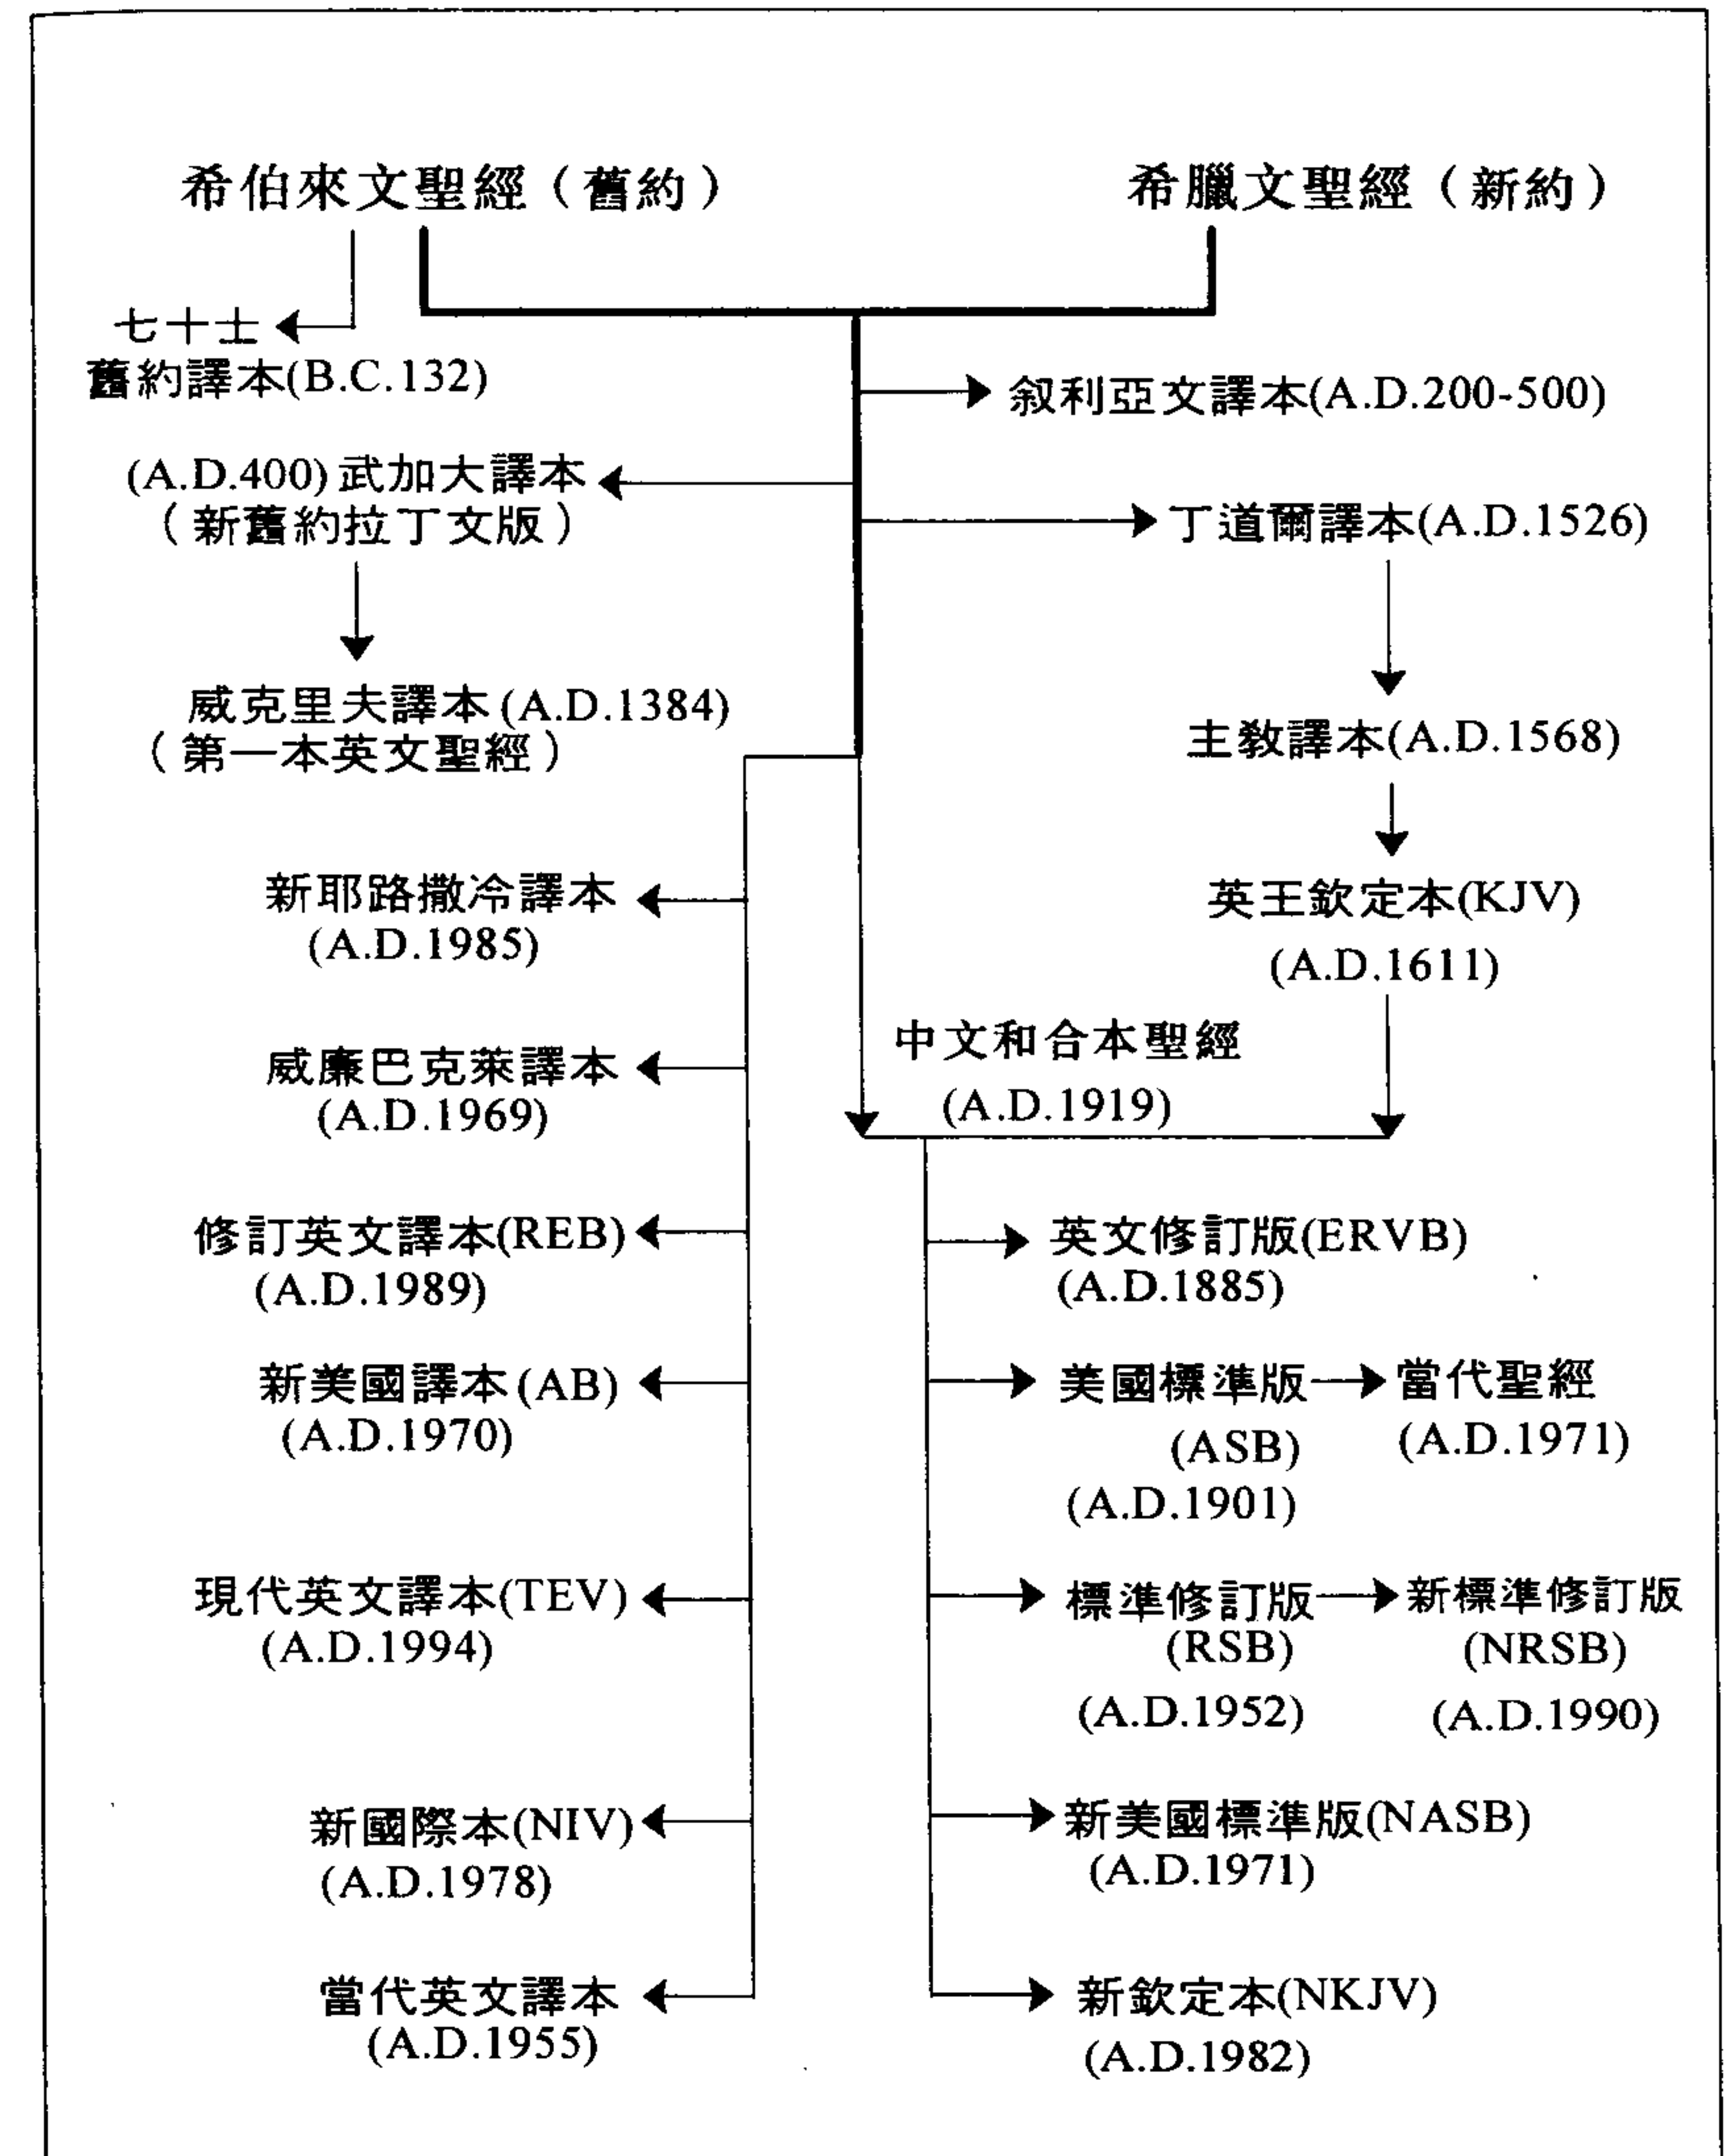 希伯來文聖經（舊約）
希臘文聖經（新約）
七十士
舊約譯本(B.C.132)
叙利亞文譯本(A.D.200-500)
(A.D.400)武加大譯本
（新舊約拉丁文版）
丁道爾譯本(A.D.1526)
威克里夫譯本(A.D.1384)
（第一本英文聖經）
主教譯本(A.D.1568)
新耶路撒冷譯本
(A.D.1985)
英王欽定本(KJV)
(A.D.1611)
威廉巴克萊譯本
(A.D.1969)
中文和合本聖經
(A.D.1919)
修訂英文譯本(REB)
(A.D.1989)
英文修訂版(ERVB)
(A.D.1885)
新美國譯本(AB)
(A.D.1970)
美國標準版
(ASB)
(A.D.1901)
當代聖經
(A.D.1971)
現代英文譯本(TEV)
(A.D.1994)
標準修訂版
(RSB)
(A.D.1952)
新標準修訂版
(NRSB)
(A.D.1990)
新國際本(NIV)
(A.D.1978)
新美國標準版(NASB)
(A.D.1971)
當代英文譯本
(A.D.1955)
新欽定本(NKJV)
(A.D.1982)